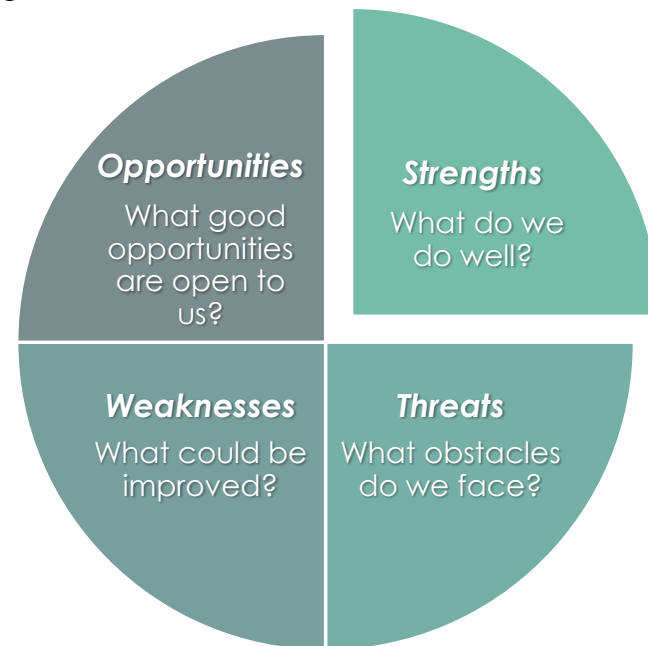 Opportunities
What good
opportunities
are open to
us?
Strengths
What do we
do well?
Weaknesses
What could be
improved?
Threats
What obstacles
do we face?